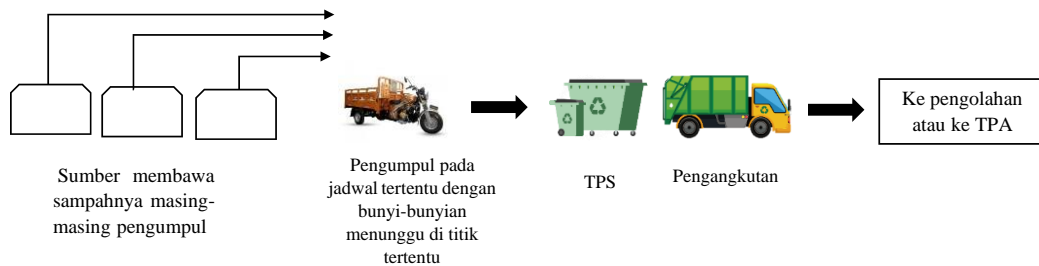 Sumber membawa
sampahnya masing-
masing pengumpul
Pengumpul pada
jadwal tertentu dengan
bunyi-bunyian
menunggu di titik
tertentu
TPS
Pengangkutan
Ke pengolahan
atau ke TPA